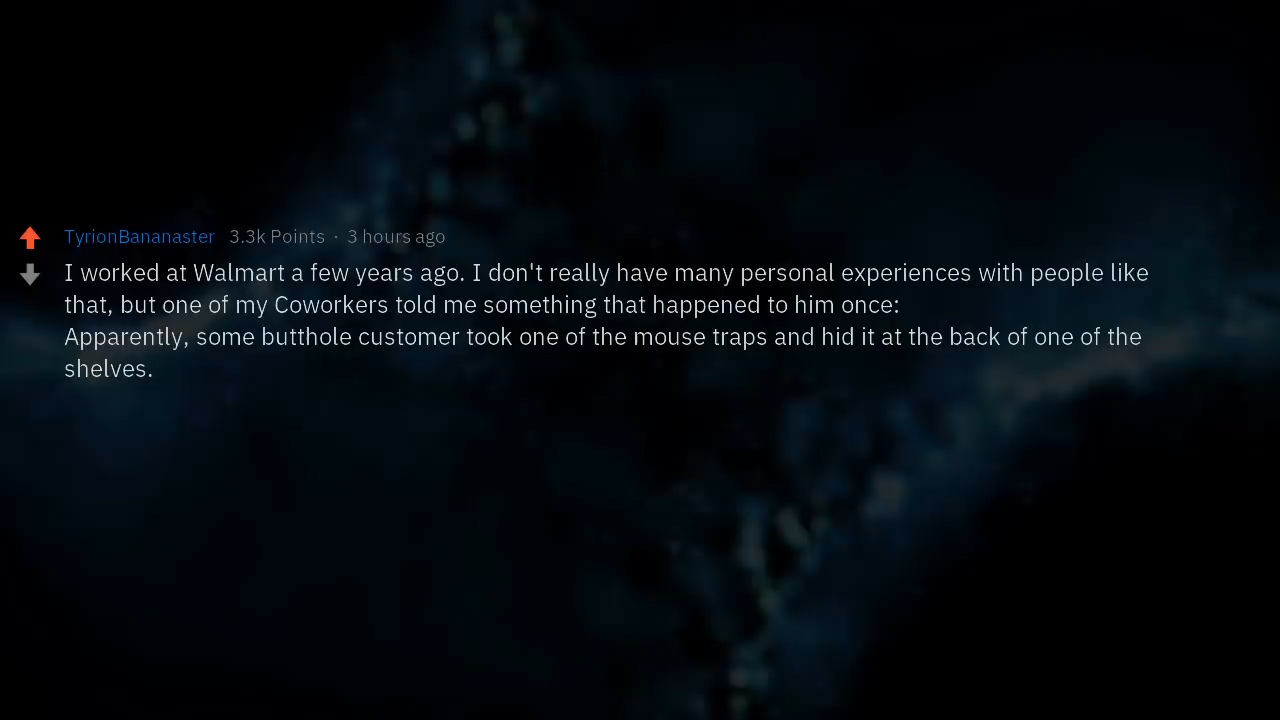 TyrionBananaster 3.3k Points · 3 hours ago
I worked at Walmart a few years ago. I don't really have many personal experiences with people like
that, but one of my Coworkers told me something that happened to him once:
Apparently, some butthole customer took one of the mouse traps and hid it at the back of one of the
shelves.